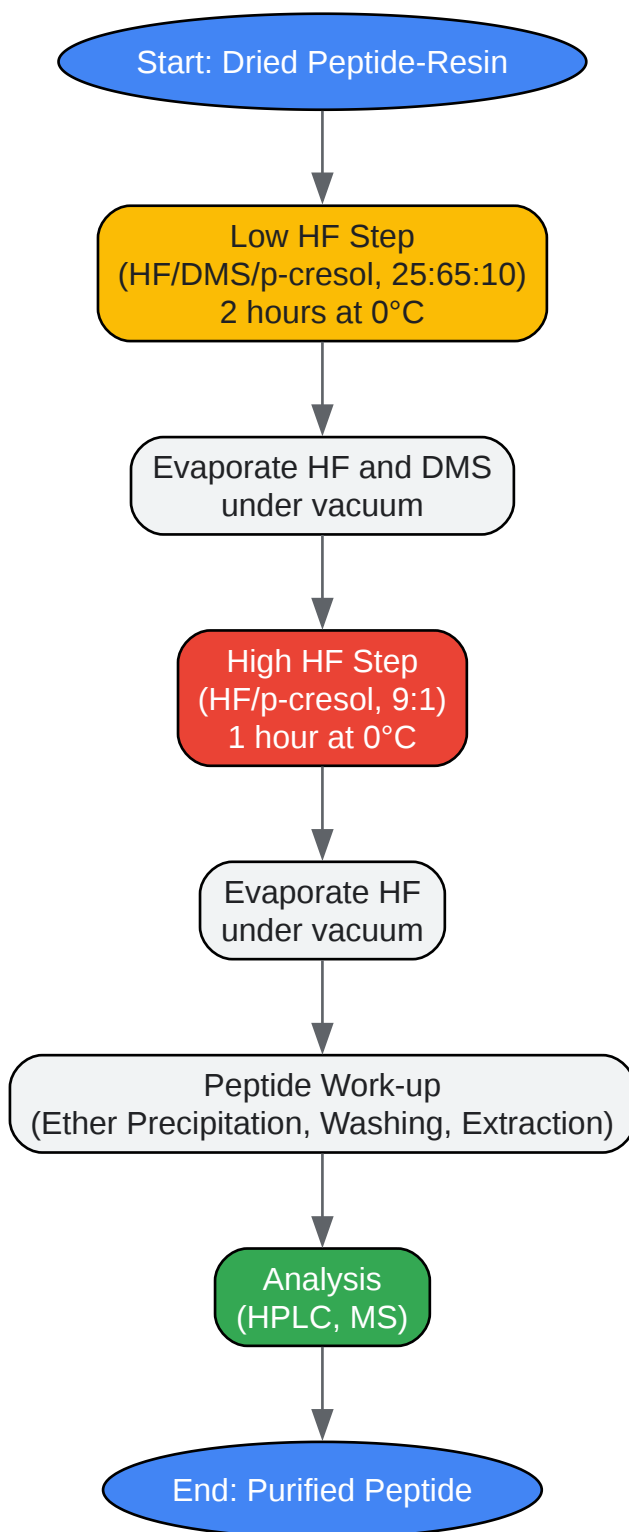 Start: Dried Peptide-Resin
Low HF Step
(HF/DMS/p-cresol, 25:65:10)
2 hours at 0°C
Evaporate HF and DMS
under vacuum
High HF Step
(HF/p-cresol, 9:1)
1 hour at 0°C
Evaporate HF
under vacuum
Peptide Work-up
(Ether Precipitation, Washing, Extraction)
Analysis
(HPLC, MS)
End: Purified Peptide